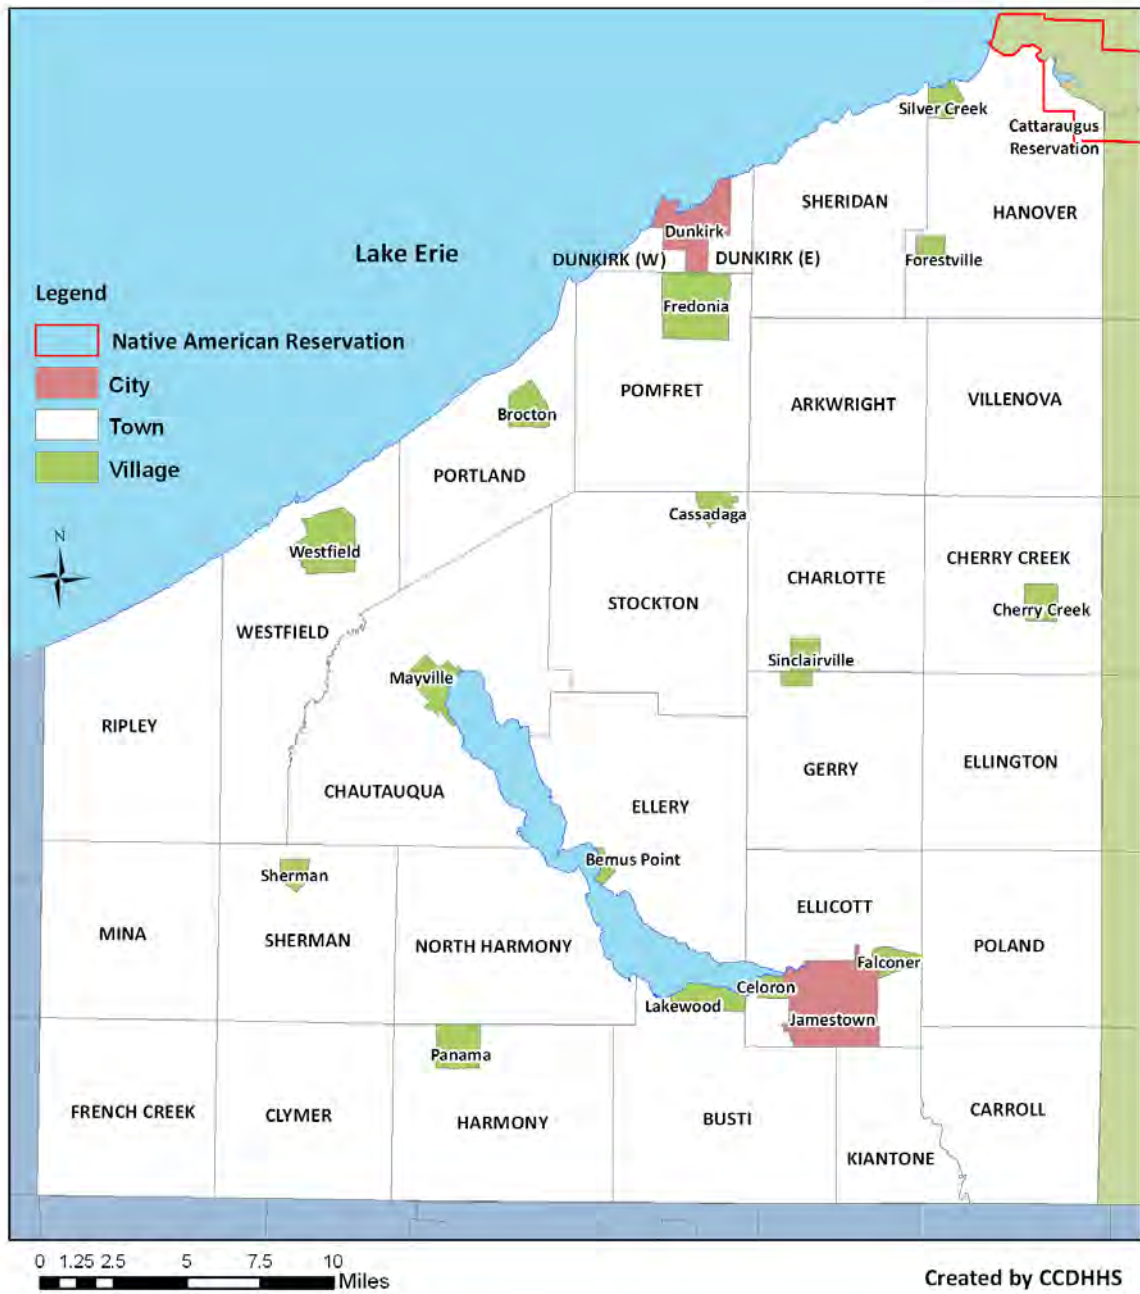 Silver Creek
Cattaraugus
Reservation
SHERIDAN
HANOVER
Dunkirk
Lake Erie
DUNKIRK (W)
DUNKIRK (E)
Forestville
Legend
Native American Reservation
City
Town
Village
Fredonia
POMFRET
ARKWRIGHT
VILLENOVA
Brocton
PORTLAND
Cassadaga
N
Westfield
CHERRY CREEK
CHARLOTTE
STOCKTON
Cherry Creek
WESTFIELD
Sinclairville
Mayville
RIPLEY
GERRY
ELLINGTON
CHAUTAUQUA
ELLERY
Bemus Point
Sherman
ELLICOTT
MINA
SHERMAN
NORTH HARMONY
POLAND
Falconer
Celoron
Lakewood
Jamestown
Panama
FRENCH CREEK
CLYMER
HARMONY
BUSTI
CARROLL
KIANTONE
0 1.25 2.5 5 7.5 10
Miles
Created by CCDHHS